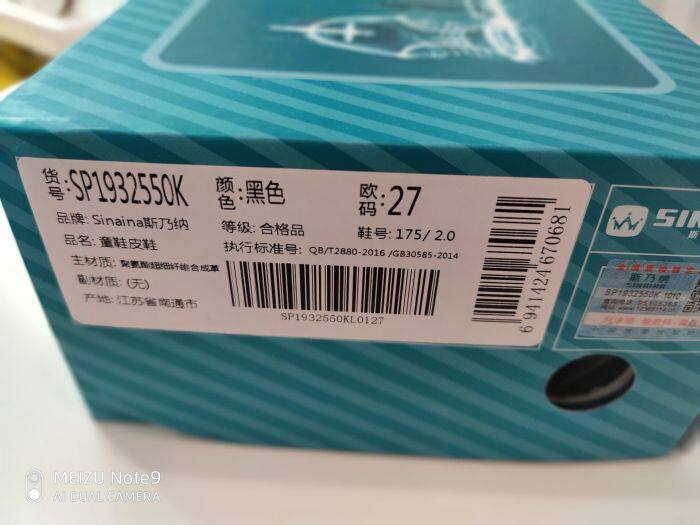 货号: SP1932550K 颜色: 黑色 欧码: 27
品牌: Sinaina斯乃纳 等级: 合格品 鞋号: 175/ 2.0
品名: 童鞋皮鞋 执行标准号: QB/T2880-2016 /GB30585-2014
主材质: 聚氨酯超细纤维合成革
副材质: (无)
产地: 江苏省南通市
SP1932550KL0127
6941424670681
斯乃纳
SP1932550K
MEIZU Note9
AI DUAL CAMERA